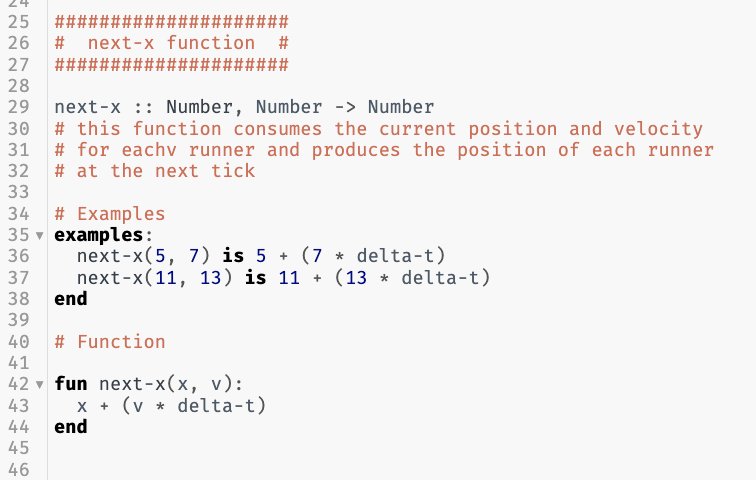 24
25 #####################
26 #  next-x function  #
27 #####################
28
29 next-x :: Number, Number -> Number
30 # this function consumes the current position and velocity
31 # for eachv runner and produces the position of each runner
32 # at the next tick
33
34 # Examples
35 ▼ examples:
36   next-x(5, 7) is 5 + (7 * delta-t)
37   next-x(11, 13) is 11 + (13 * delta-t)
38 end
39
40 # Function
41
42 ▼ fun next-x(x, v):
43   x + (v * delta-t)
44 end
45
46